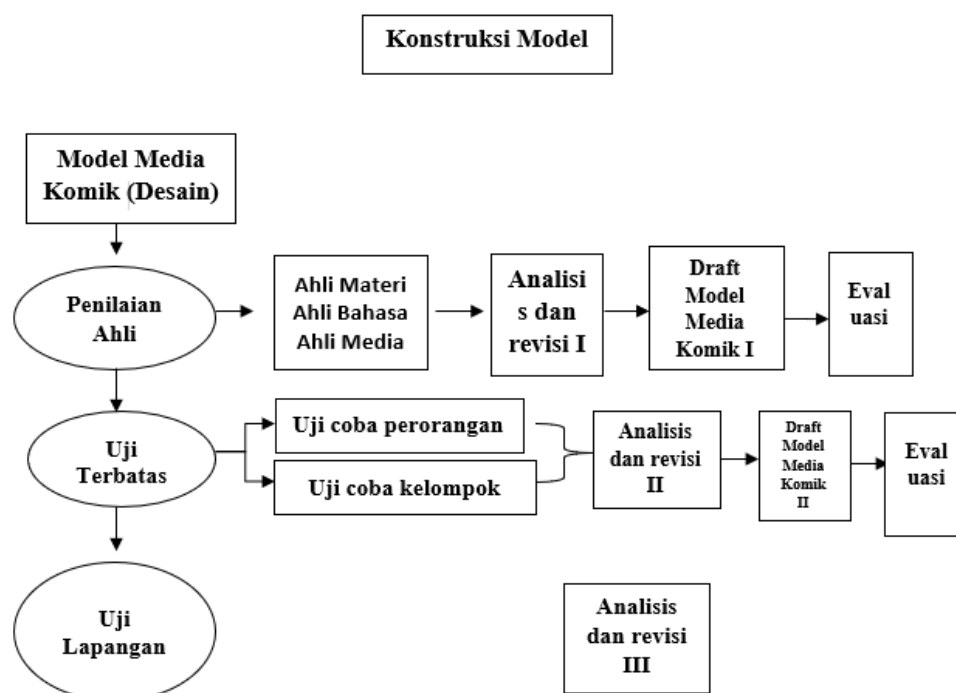 Konstruksi Model
Model Media
Komik (Desain)
Penilaian
Ahli
Ahli Materi
Ahli Bahasa
Ahli Media
Analisi
s dan
revisi I
Draft
Model
Media
Komik I
Eval
uasi
Uji
Terbatas
Uji coba perorangan
Uji coba kelompok
Analisis
dan revisi
II
Draft
Model
Media
Komik
II
Eval
uasi
Uji
Lapangan
Analisis
dan revisi
III